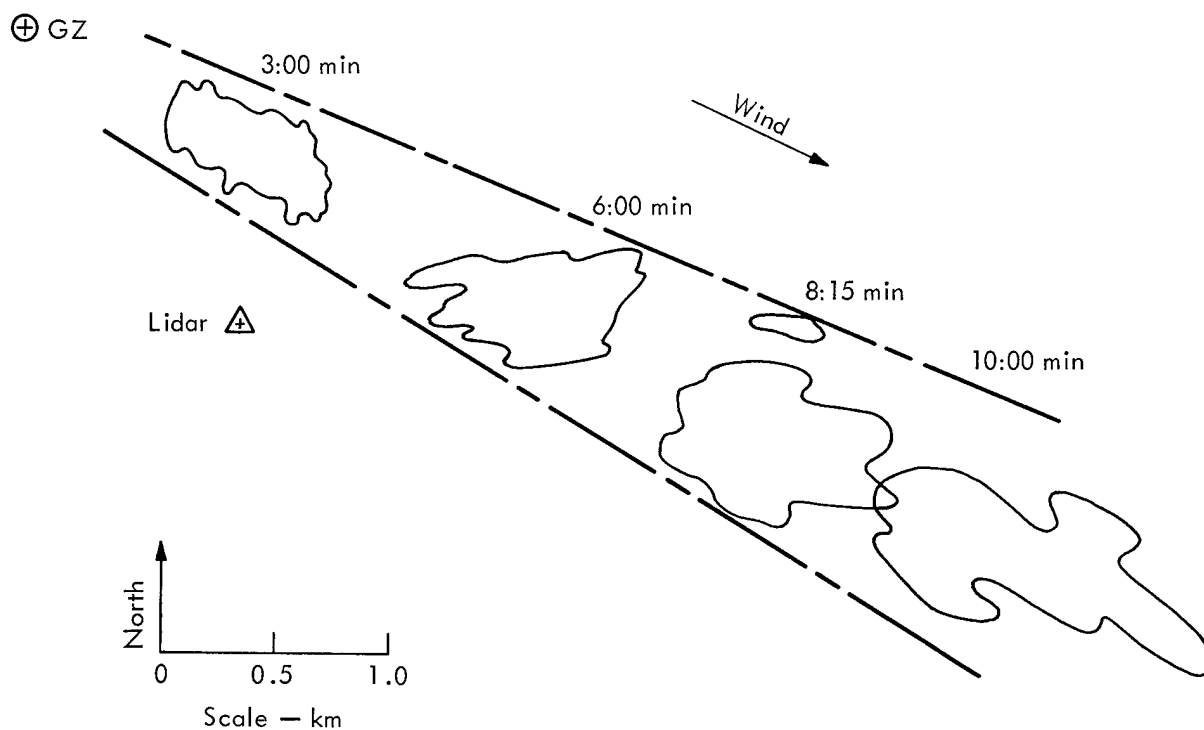 GZ
3:00 min
Wind
6:00 min
8:15 min
Lidar
10:00 min
North
0 0.5 1.0
Scale — km